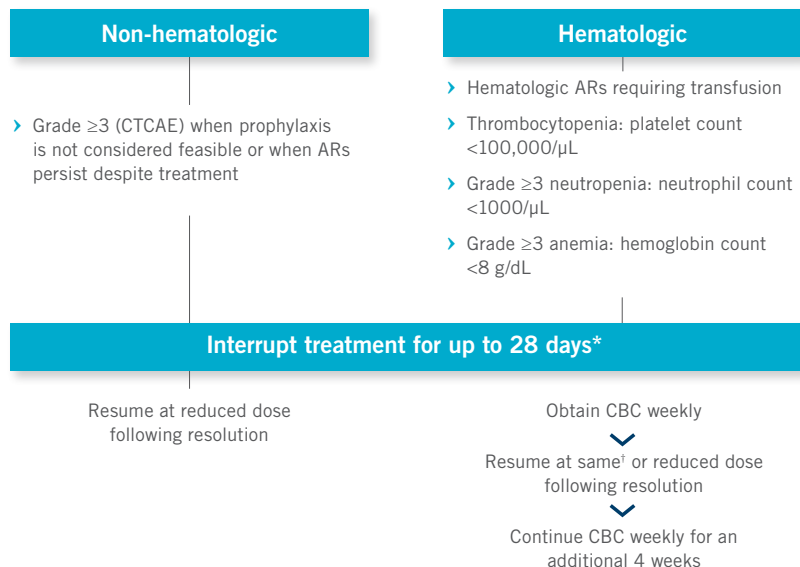 Non-hematologic
› Grade ≥3 (CTCAE) when prophylaxis
is not considered feasible or when ARs
persist despite treatment
Hematologic
› Hematologic ARs requiring transfusion
› Thrombocytopenia: platelet count
<100,000/μL
› Grade ≥3 neutropenia: neutrophil count
<1000/μL
› Grade ≥3 anemia: hemoglobin count
<8 g/dL
Interrupt treatment for up to 28 days*
Resume at reduced dose
following resolution
Obtain CBC weekly
Resume at same† or reduced dose
following resolution
Continue CBC weekly for an
additional 4 weeks